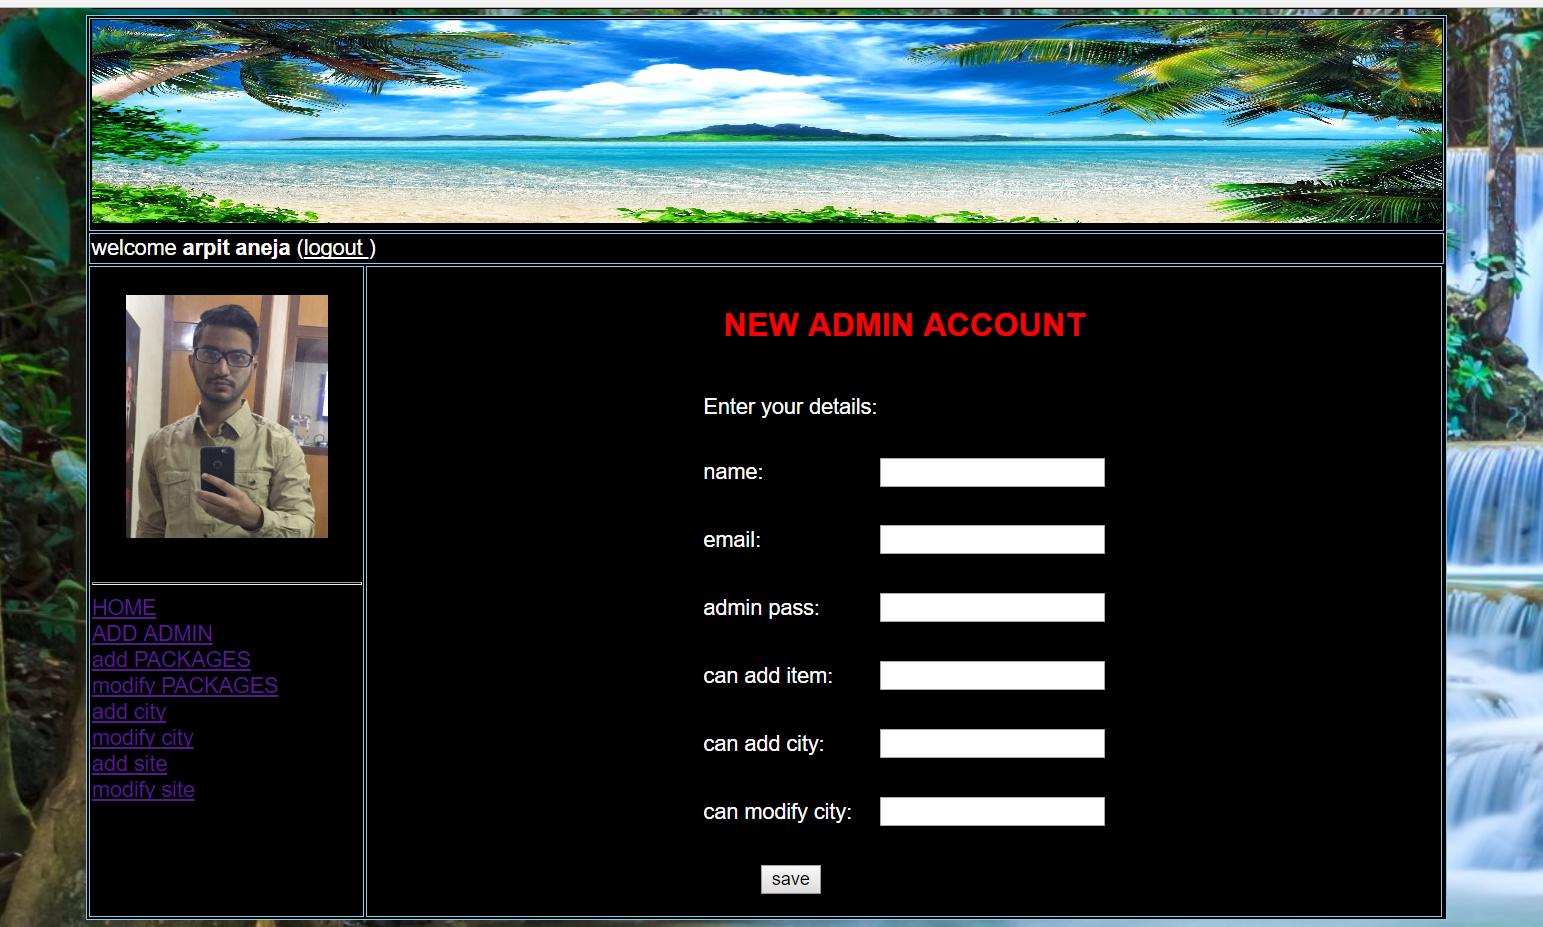 welcome arpit aneja (logout )
NEW ADMIN ACCOUNT
Enter your details:
name:
email:
admin pass:
can add item:
can add city:
can modify city:
save
HOME
ADD ADMIN
add PACKAGES
modify PACKAGES
add city
modify city
add site
modify site